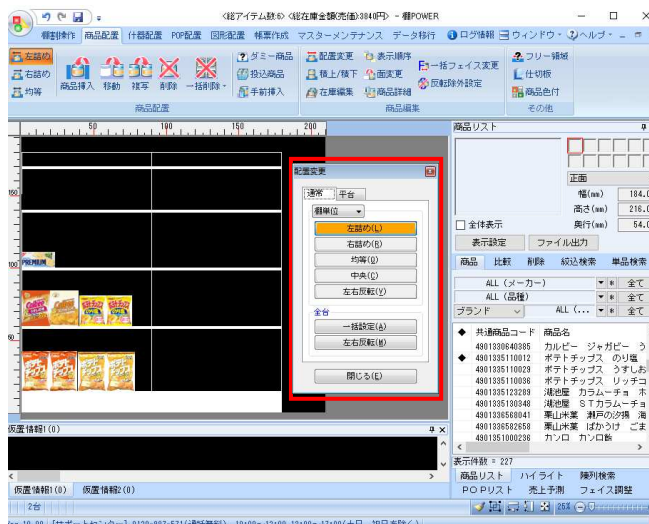 〈総アイテム数:6〉〈総在庫金額(売価):3840円〉 - 棚POWER
棚割操作 商品配置 什器配置 POP配置 図形配置 帳票作成 マスターメンテナンス データ移行 ログ情報 ウィンドウ ヘルプ
左詰め
右詰め
均等
商品挿入 移動 複写 削除 一括削除
ダミー商品
仮投込商品
手前挿入
配置変更 表示順序
積上/積下 面変更
在庫編集 商品詳細
一括フェイス変更
反転除外設定
フリー領域
仕切板
商品色付
商品配置 商品編集 その他
50 100 150 200
150
100
50
PREMIUM
配置変更
通常 平台
棚単位
左詰め(L)
右詰め(R)
均等(Q)
中央(C)
左右反転(Y)
全台
一括設定(A)
左右反転(W)
閉じる(E)
商品リスト
正面
幅(mm) 184.0
高さ(mm) 216.0
奥行(mm) 54.0
全体表示
表示設定 ファイル出力
商品 比較 削除 絞込検索 単品検索
ALL (メーカー) * 全て
ALL (品種) * 全て
ブランド ALL (... * 全て
◆ 共通商品コード 商品名
4901330640385 カルビー ジャガビー う
◆ 4901335110012 ポテトチップス のり塩
4901335110029 ポテトチップス うすしお
4901335110036 ポテトチップス リッチコ
4901335123289 湖池屋 カラムーチョ ホ
4901335130348 湖池屋 STカラムーチョ
4901336568041 栗山米菓 瀬戸の汐揚 海
4901336582658 栗山米菓 ばかうけ ごま
4901351000236 カンロ カンロ飴
表示件数 = 227
商品リスト ハイライト 陳列検索
POPリスト 売上予測 フェイス調整
仮置情報1(0)
仮置情報1(0) 仮置情報2(0)
2台
26%